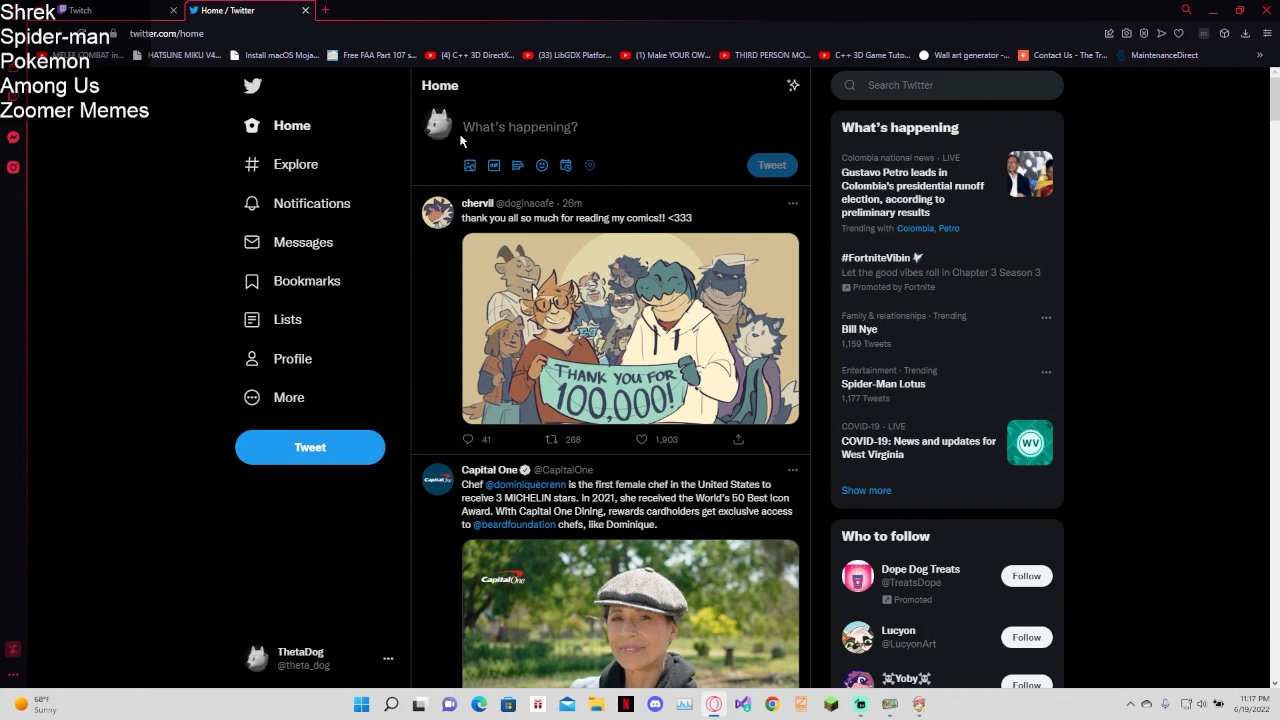 Shrek
Spider-man
Pokemon
Among Us
Zoomer Memes
Twitch
Home / Twitter
twitter.com/home
MELEE COMBAT in...
HATSUNE MIKU V4...
Install macOS Moja...
Free FAA Part 107 s...
(4) C++ 3D DirectX...
(33) LibGDX Platfor...
(1) Make YOUR OW...
THIRD PERSON MO...
C++ 3D Game Tuto...
Wall art generator -...
Contact Us - The Tr...
MaintenanceDirect
Home
Explore
Notifications
Messages
Bookmarks
Lists
Profile
More
Tweet
ThetaDog
@theta_dog
Home
What's happening?
GIF
Tweet
chervil @doginacafe · 26m
thank you all so much for reading my comics!! <333
THANK YOU FOR
100,000!
41
268
1,903
Capital One @CapitalOne
Chef @dominiquecrenn is the first female chef in the United States to
receive 3 MICHELIN stars. In 2021, she received the World's 50 Best Icon
Award. With Capital One Dining, rewards cardholders get exclusive access
to @beardfoundation chefs, like Dominique.
Capital One
Search Twitter
What's happening
Colombia national news · LIVE
Gustavo Petro leads in
Colombia's presidential runoff
election, according to
preliminary results
Trending with Colombia, Petro
#FortniteVibin
Let the good vibes roll in Chapter 3 Season 3
Promoted by Fortnite
Family & relationships · Trending
Bill Nye
1,159 Tweets
Entertainment · Trending
Spider-Man Lotus
1,177 Tweets
COVID-19 · LIVE
COVID-19: News and updates for
West Virginia
WV
Show more
Who to follow
Dope Dog Treats
@TreatsDope
Promoted
Follow
Lucyon
@LucyonArt
Follow
Yoby
Follow
68°F
Sunny
11:17 PM
6/19/2022